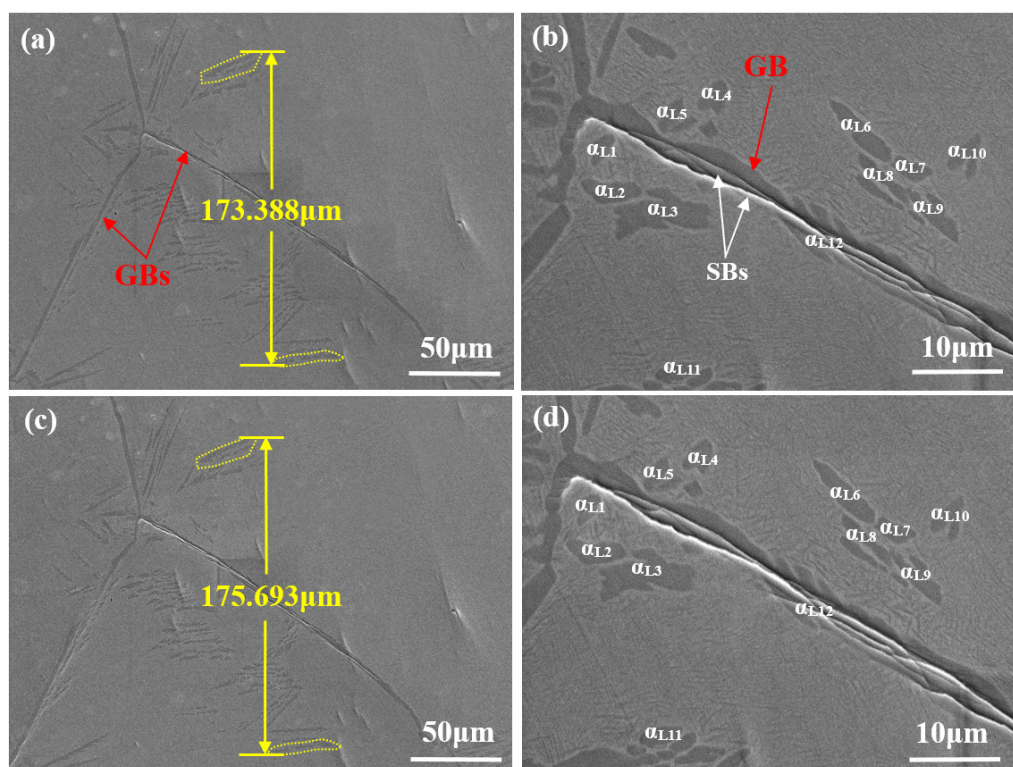 (a)
173.388μm
GBs
50μm
(b)
GB
αL4
αL5
αL6
αL1
αL10
αL7
αL8
αL2
αL3
αL9
αL12
SBs
αL11
10μm
(c)
175.693μm
50μm
(d)
αL4
αL5
αL6
αL1
αL10
αL7
αL8
αL2
αL3
αL9
αL12
αL11
10μm